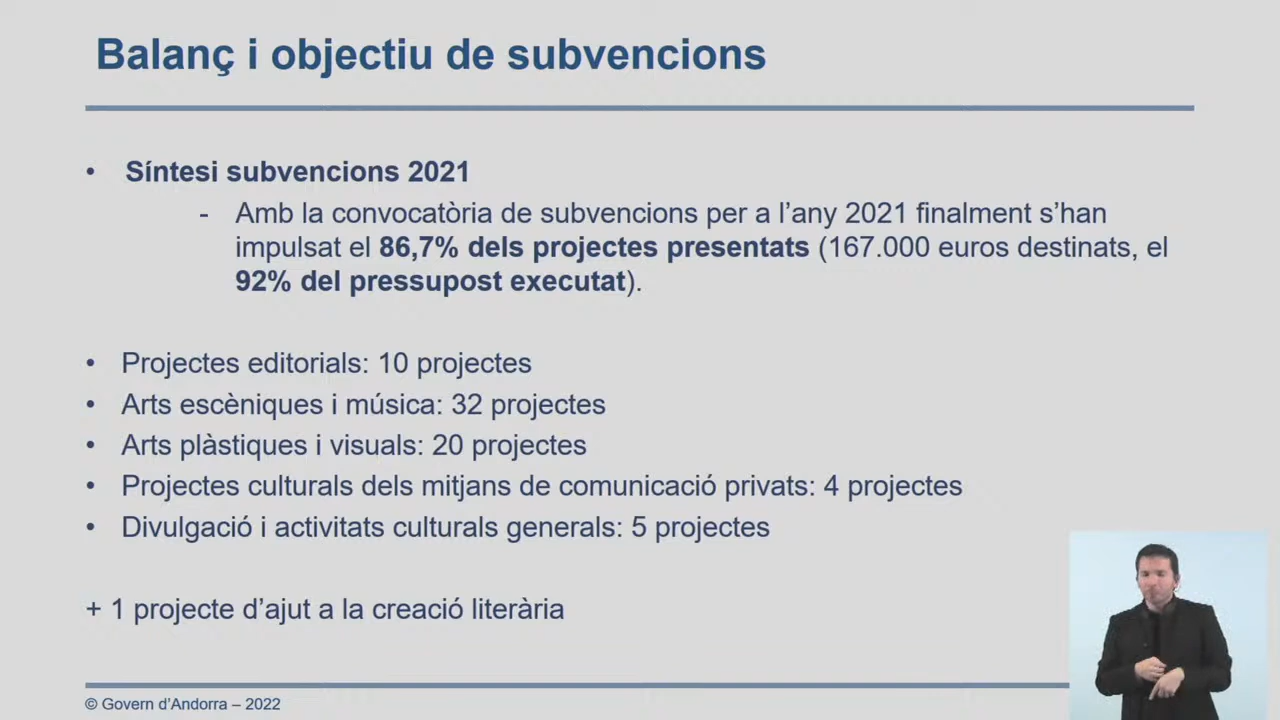 Balanç i objectiu de subvencions
• Síntesi subvencions 2021
- Amb la convocatòria de subvencions per a l’any 2021 finalment s’han
impulsat el 86,7% dels projectes presentats (167.000 euros destinats, el
92% del pressupost executat).
• Projectes editorials: 10 projectes
• Arts escèniques i música: 32 projectes
• Arts plàstiques i visuals: 20 projectes
• Projectes culturals dels mitjans de comunicació privats: 4 projectes
• Divulgació i activitats culturals generals: 5 projectes
+ 1 projecte d’ajut a la creació literària
© Govern d’Andorra – 2022